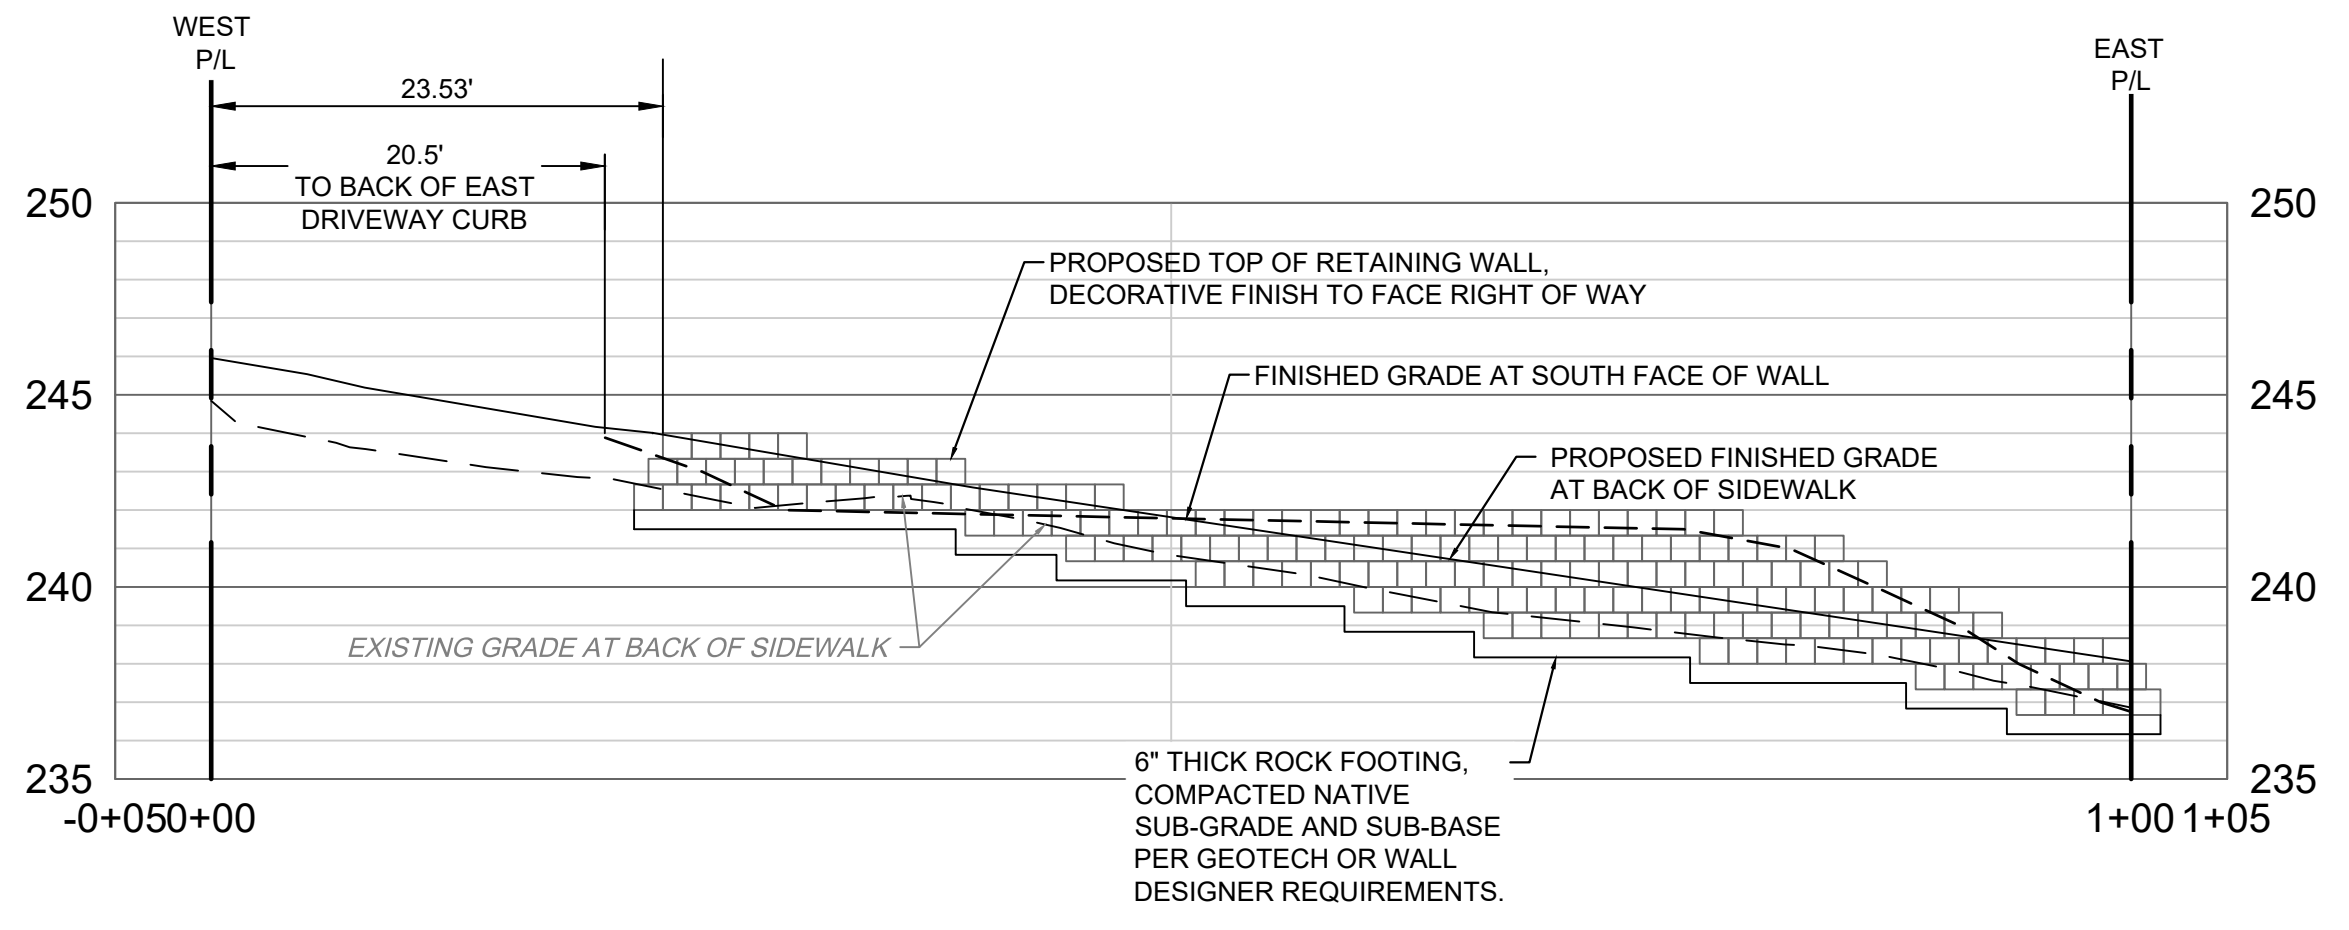 WEST
P/L
EAST
P/L
23.53'
20.5'
TO BACK OF EAST
DRIVEWAY CURB
250
250
PROPOSED TOP OF RETAINING WALL,
DECORATIVE FINISH TO FACE RIGHT OF WAY
FINISHED GRADE AT SOUTH FACE OF WALL
245
245
PROPOSED FINISHED GRADE
AT BACK OF SIDEWALK
240
240
EXISTING GRADE AT BACK OF SIDEWALK
235
235
6" THICK ROCK FOOTING,
COMPACTED NATIVE
SUB-GRADE AND SUB-BASE
PER GEOTECH OR WALL
DESIGNER REQUIREMENTS.
-0+05 0+00 1+00 1+05